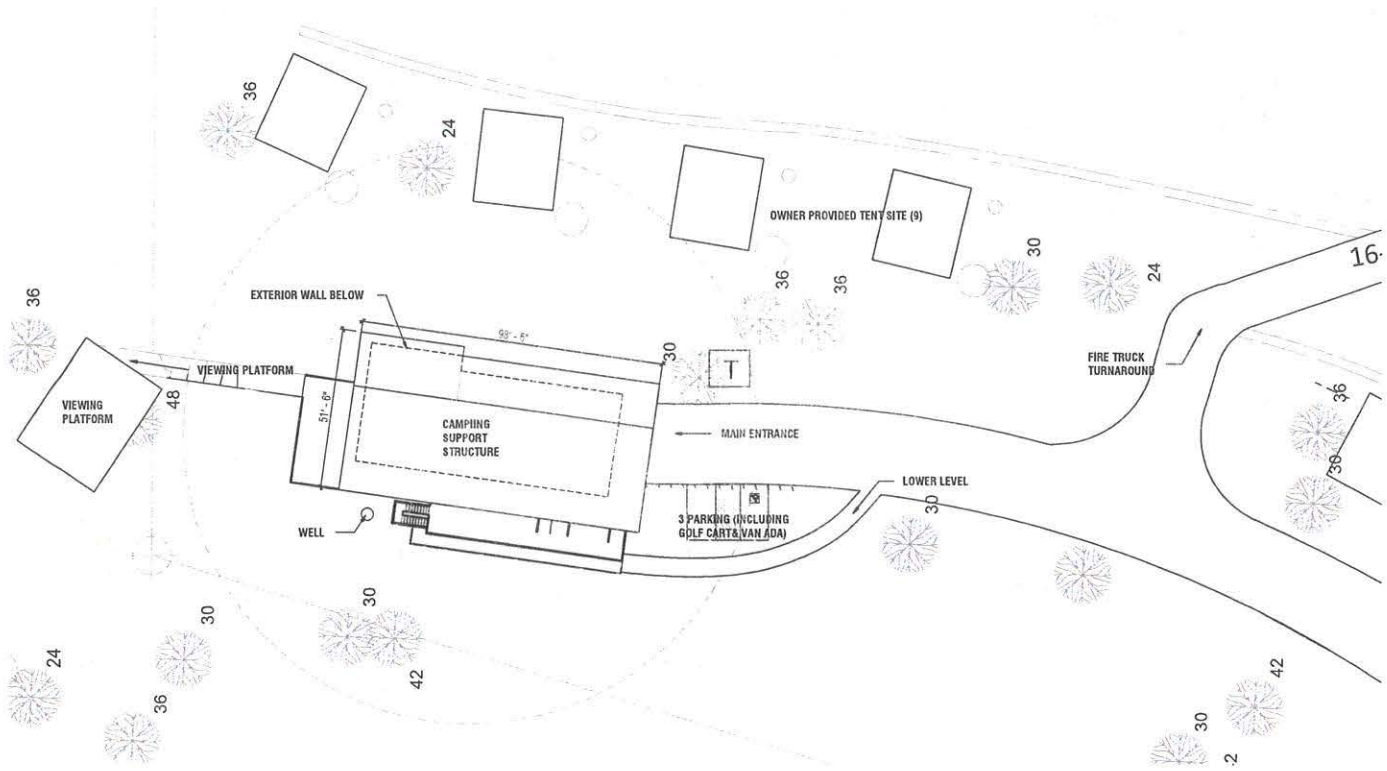 36
24
OWNER PROVIDED TENT SITE (9)
30
24
16
36
36
36
EXTERIOR WALL BELOW
98' - 6"
30
T
FIRE TRUCK
TURNAROUND
VIEWING PLATFORM
VIEWING
PLATFORM
48
51' - 6"
CAMPIING
SUPPORT
STRUCTURE
MAIN ENTRANCE
36
30
LOWER LEVEL
30
WELL
3 PARKING (INCLUDING
GOLF CART & VAN ADA)
30
30
24
36
42
42
30